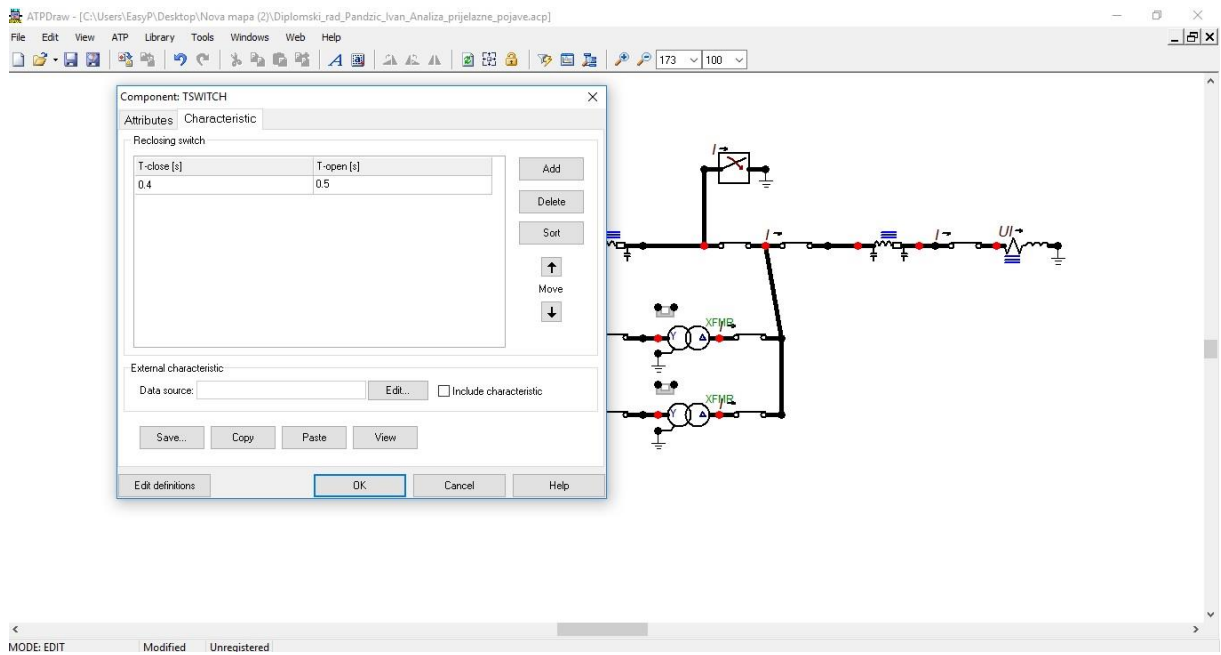 ATPDraw - [C:\Users\EasyP\Desktop\Nova mapa (2)\Diplomski_rad_Pandzic_Ivan_Analiza_prijelazne_pojave.acp]
File Edit View ATP Library Tools Windows Web Help
173 100
Component: TSWITCH
Attributes Characteristic
Reclosing switch
T-close [s] T-open [s]
0.4 0.5
Add
Delete
Sort
Move
External characteristic
Data source: Edit... Include characteristic
Save... Copy Paste View
Edit definitions OK Cancel Help
I
I I UI
XFMR
I
Y Δ
XFMR
I
Y Δ
MODE: EDIT Modified Unregistered